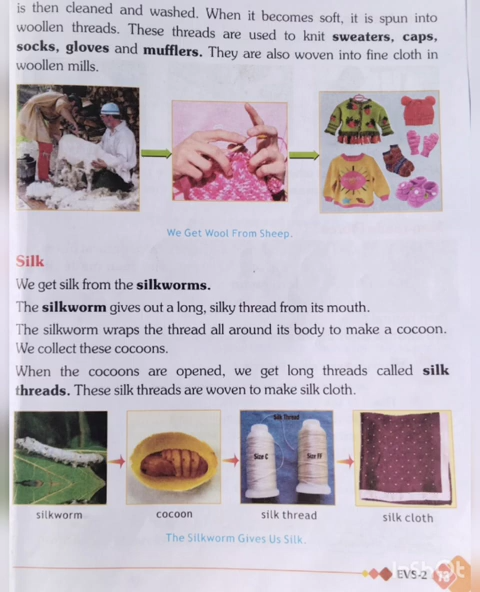 is then cleaned and washed. When it becomes soft, it is spun into
woollen threads. These threads are used to knit sweaters, caps,
socks, gloves and mufflers. They are also woven into fine cloth in
woollen mills.
We Get Wool From Sheep.
Silk
We get silk from the silkworms.
The silkworm gives out a long, silky thread from its mouth.
The silkworm wraps the thread all around its body to make a cocoon.
We collect these cocoons.
When the cocoons are opened, we get long threads called silk
threads. These silk threads are woven to make silk cloth.
Silk Thread
Size C
Size FF
silkworm
cocoon
silk thread
silk cloth
The Silkworm Gives Us Silk.
InShot
EVS-2
13